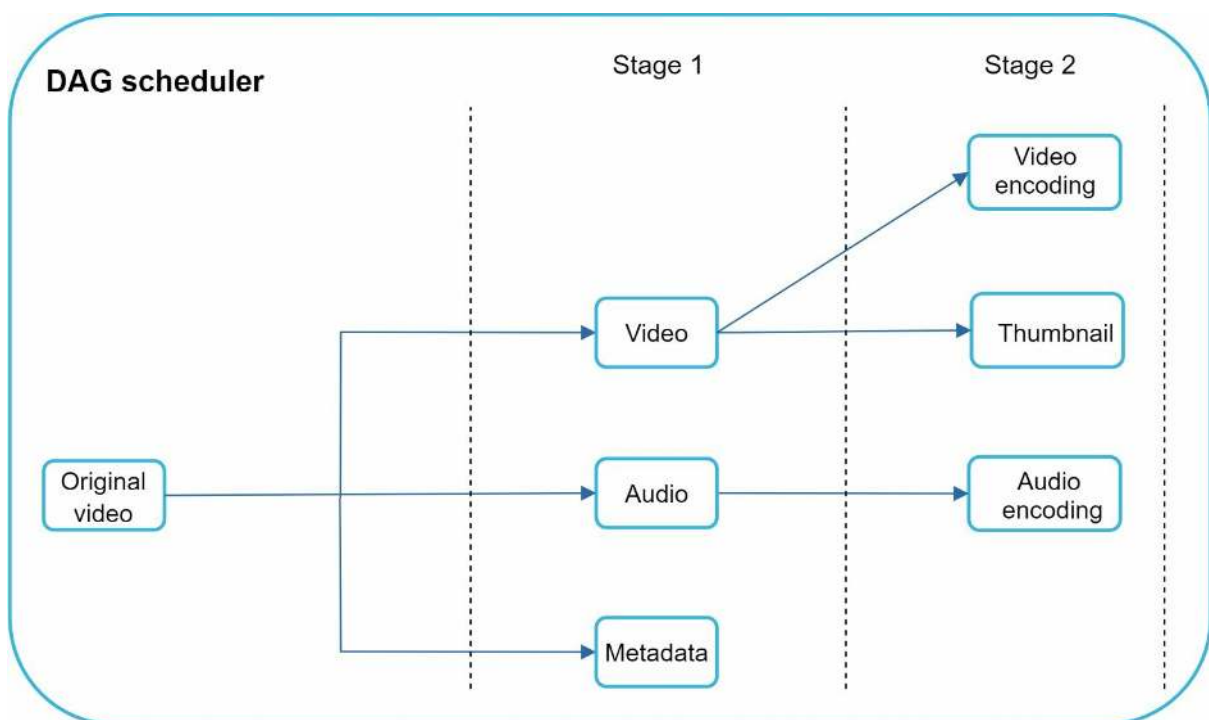 DAG scheduler
Stage 1
Stage 2
Video
encoding
Video
Thumbnail
Original
video
Audio
Audio
encoding
Metadata